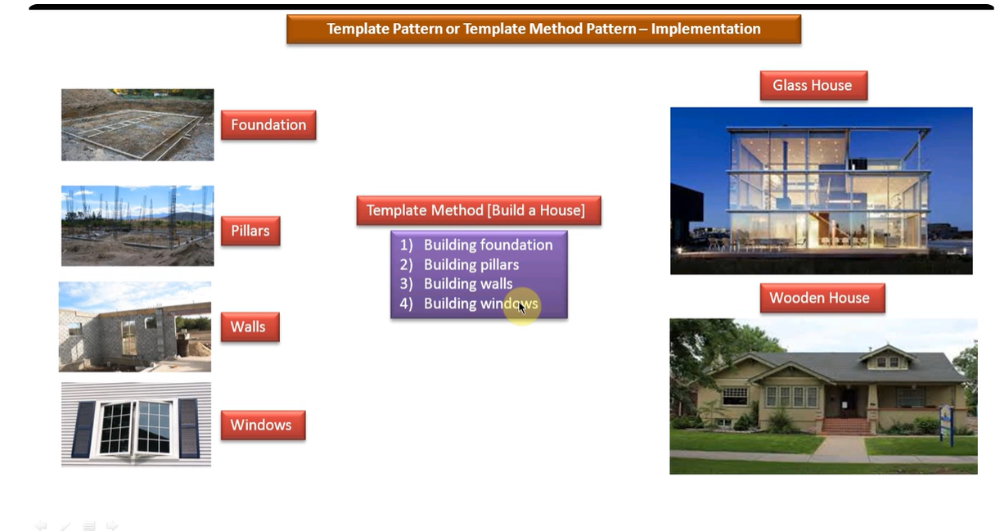 Template Pattern or Template Method Pattern – Implementation
Foundation
Pillars
Walls
Windows
Template Method [Build a House]
1) Building foundation
2) Building pillars
3) Building walls
4) Building windows
Glass House
Wooden House